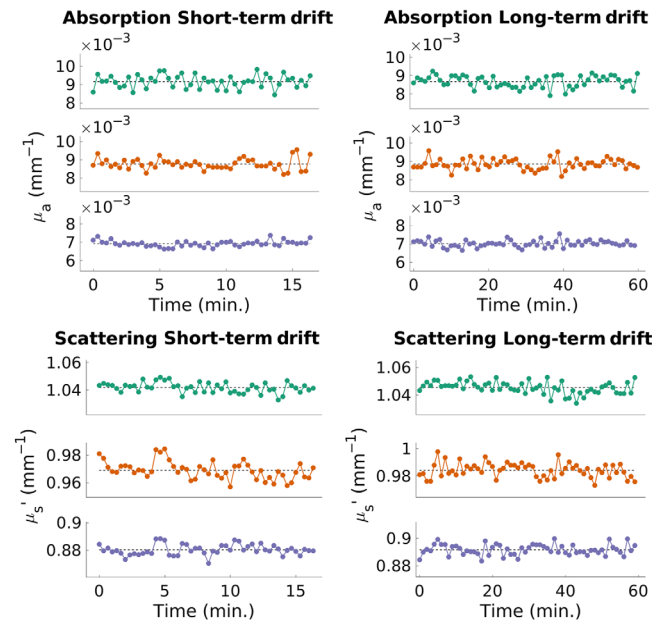 Absorption Short-term drift
Absorption Long-term drift
×10⁻³
10
9
8
×10⁻³
10
9
8
×10⁻³
8
7
6
μₐ (mm⁻¹)
0 5 10 15
Time (min.)
×10⁻³
10
9
8
×10⁻³
10
9
8
×10⁻³
8
7
6
μₐ (mm⁻¹)
0 20 40 60
Time (min.)
Scattering Short-term drift
Scattering Long-term drift
1.06
1.04
0.98
0.96
0.9
0.88
μₛ' (mm⁻¹)
0 5 10 15
Time (min.)
1.06
1.04
1
0.98
0.9
0.88
μₛ' (mm⁻¹)
0 20 40 60
Time (min.)